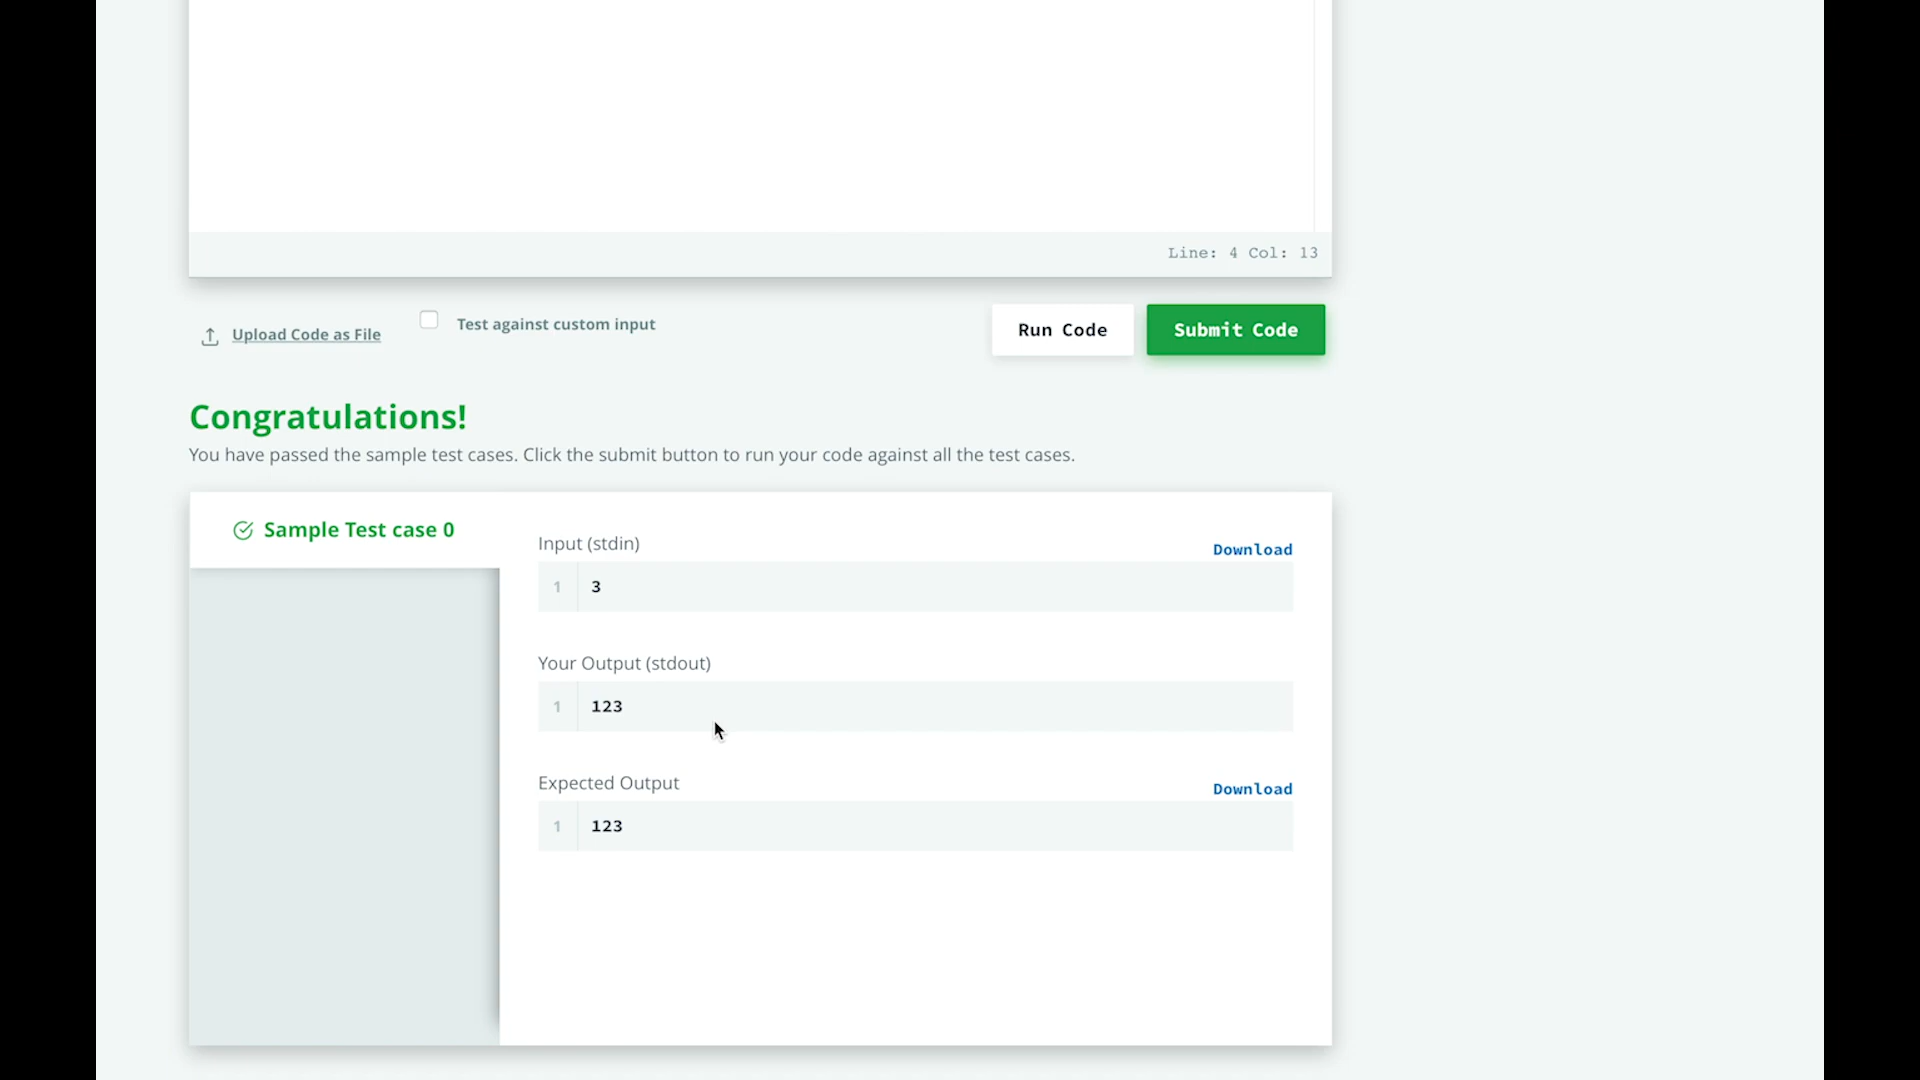 Line: 4 Col: 13
Upload Code as File
Test against custom input
Run Code
Submit Code
Congratulations!
You have passed the sample test cases. Click the submit button to run your code against all the test cases.
Sample Test case 0
Input (stdin)
Download
1 3
Your Output (stdout)
1 123
Expected Output
Download
1 123